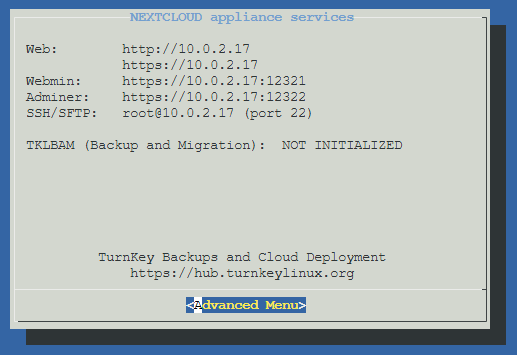 NEXTCLOUD appliance services
Web: http://10.0.2.17
https://10.0.2.17
Webmin: https://10.0.2.17:12321
Adminer: https://10.0.2.17:12322
SSH/SFTP: root@10.0.2.17 (port 22)
TKLBAM (Backup and Migration): NOT INITIALIZED
TurnKey Backups and Cloud Deployment
https://hub.turnkeylinux.org
<Advanced Menu>